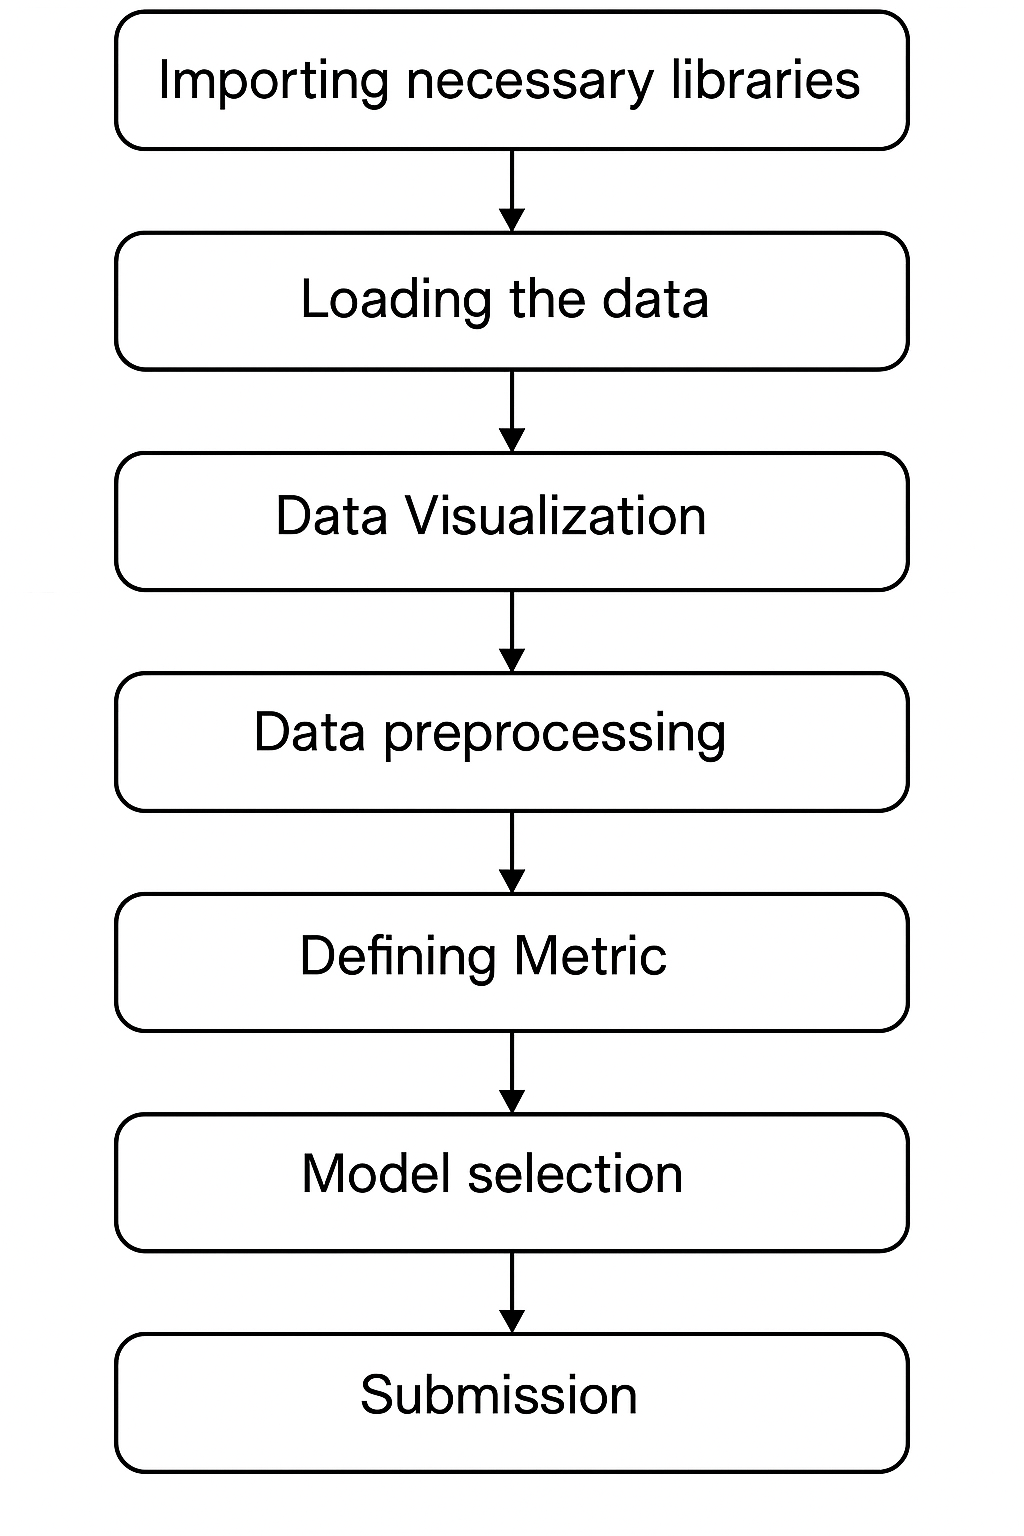 Importing necessary libraries
Loading the data
Data Visualization
Data preprocessing
Defining Metric
Model selection
Submission